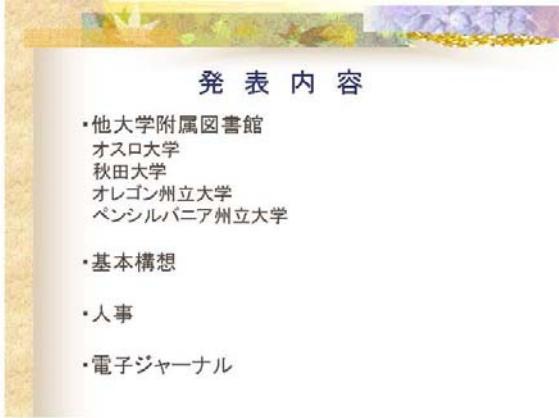 発 表 内 容
・他大学附属図書館
オスロ大学
秋田大学
オレゴン州立大学
ペンシルバニア州立大学
・基本構想
・人事
・電子ジャーナル